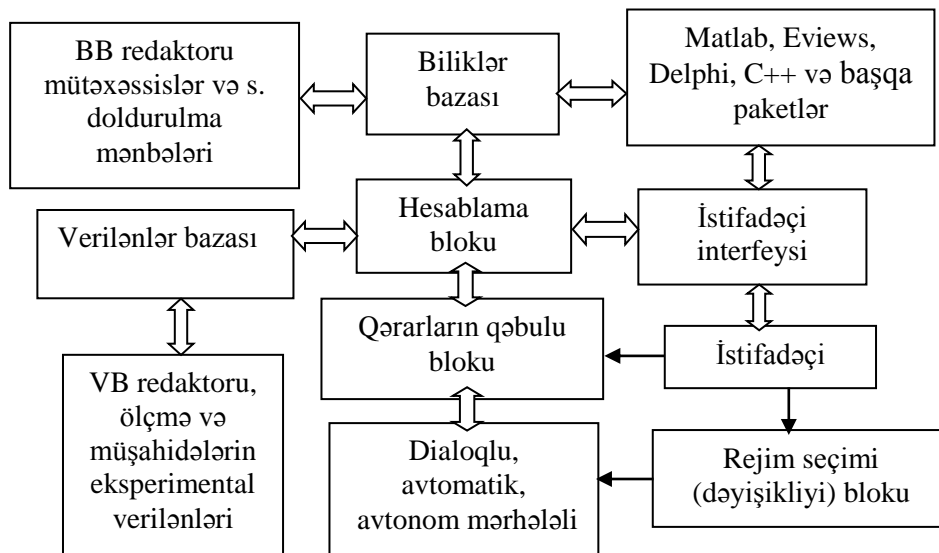 BB redaktoru
mütəxəssislər və s.
doldurulma
mənbələri
Biliklər
bazası
Matlab, Eviews,
Delphi, C++ və başqa
paketlər
Verilənlər bazası
Hesablama
bloku
İstifadəçi
interfeysi
Qərarların qəbulu
bloku
İstifadəçi
VB redaktoru,
ölçmə və
müşahidələrin
eksperimental
verilənləri
Dialoqlu,
avtomatik,
avtonom mərhələli
Rejim seçimi
(dəyişikliyi) bloku